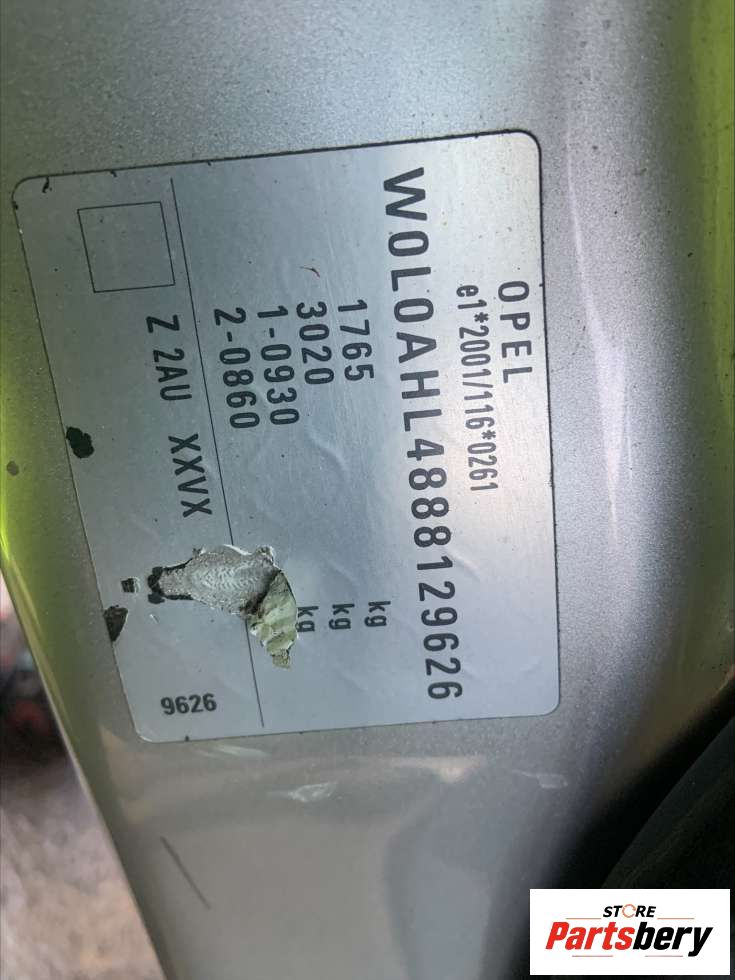 OPEL
e1*2001/116*0261
W0L0AHL4888129626
1765 kg
3020 kg
1-0930 kg
2-0860
Z 2AU XXVX
9626
STORE
Partsbery